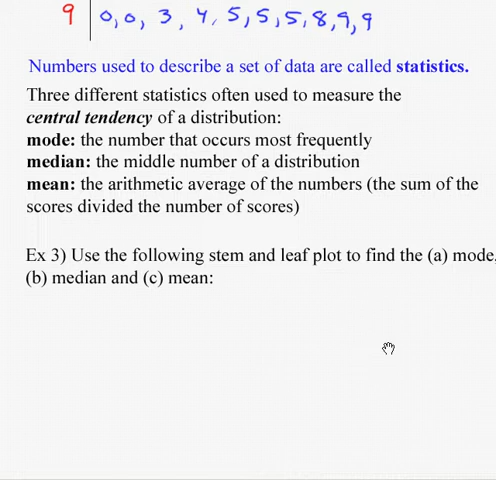 9 | 0, 0, 3, 4, 5, 5, 5, 8, 9, 9
Numbers used to describe a set of data are called statistics.
Three different statistics often used to measure the
central tendency of a distribution:
mode: the number that occurs most frequently
median: the middle number of a distribution
mean: the arithmetic average of the numbers (the sum of the
scores divided the number of scores)
Ex 3) Use the following stem and leaf plot to find the (a) mode,
(b) median and (c) mean: